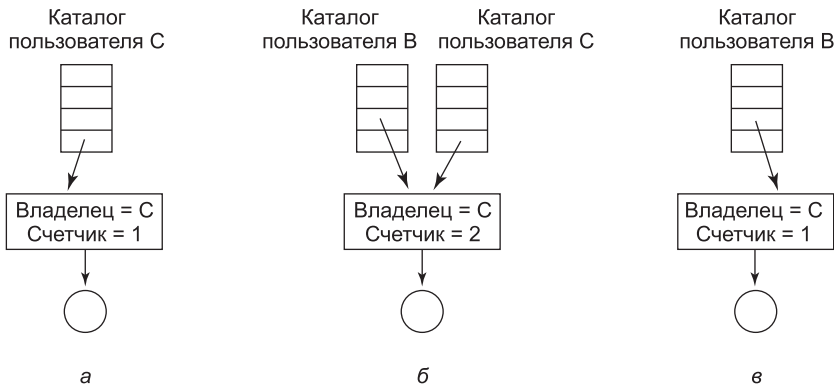 Каталог
пользователя C
Каталог
пользователя B
Каталог
пользователя C
Каталог
пользователя B
Владелец = C
Счетчик = 1
Владелец = C
Счетчик = 2
Владелец = C
Счетчик = 1
а
б
в